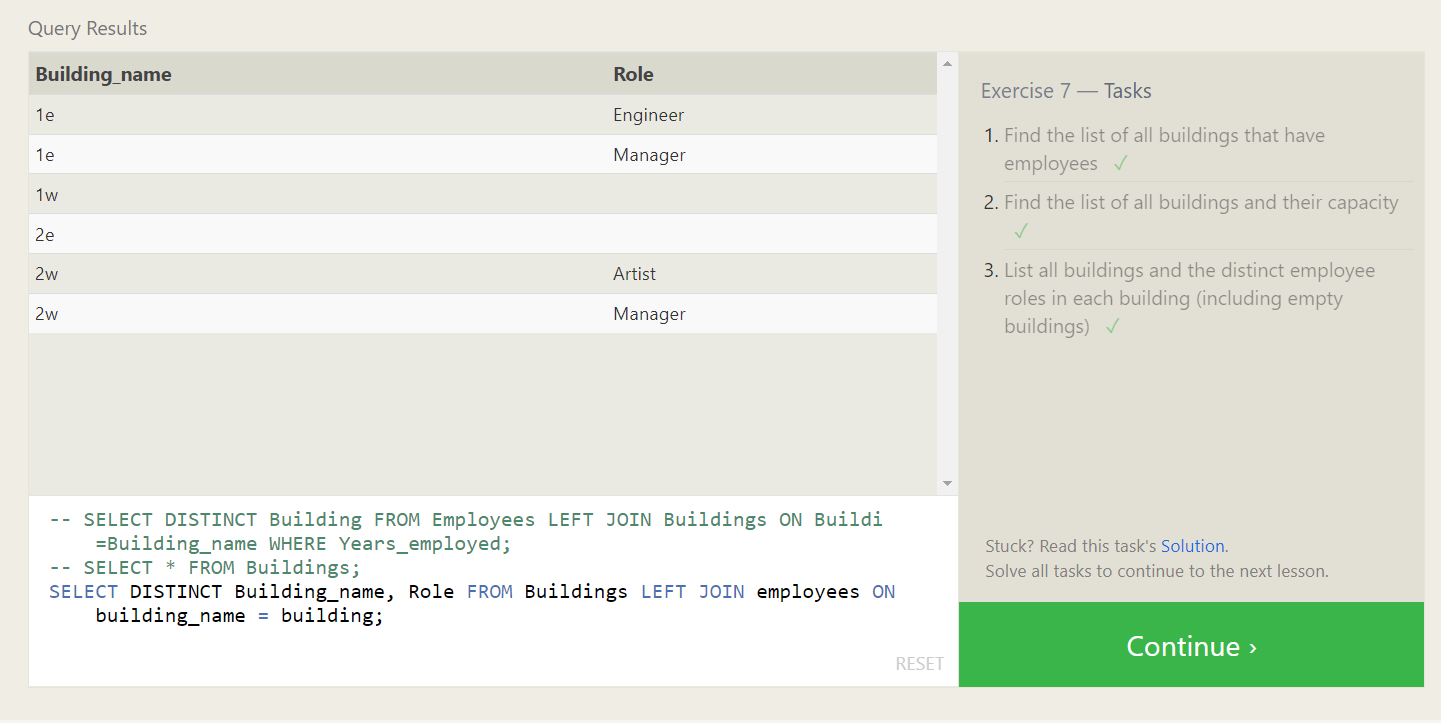 Query Results
Building_name Role
1e Engineer
1e Manager
1w
2e
2w Artist
2w Manager
-- SELECT DISTINCT Building FROM Employees LEFT JOIN Buildings ON Buildi
=Building_name WHERE Years_employed;
-- SELECT * FROM Buildings;
SELECT DISTINCT Building_name, Role FROM Buildings LEFT JOIN employees ON
building_name = building;
RESET
Exercise 7 — Tasks
1. Find the list of all buildings that have
employees ✓
2. Find the list of all buildings and their capacity
✓
3. List all buildings and the distinct employee
roles in each building (including empty
buildings) ✓
Stuck? Read this task's Solution.
Solve all tasks to continue to the next lesson.
Continue ›